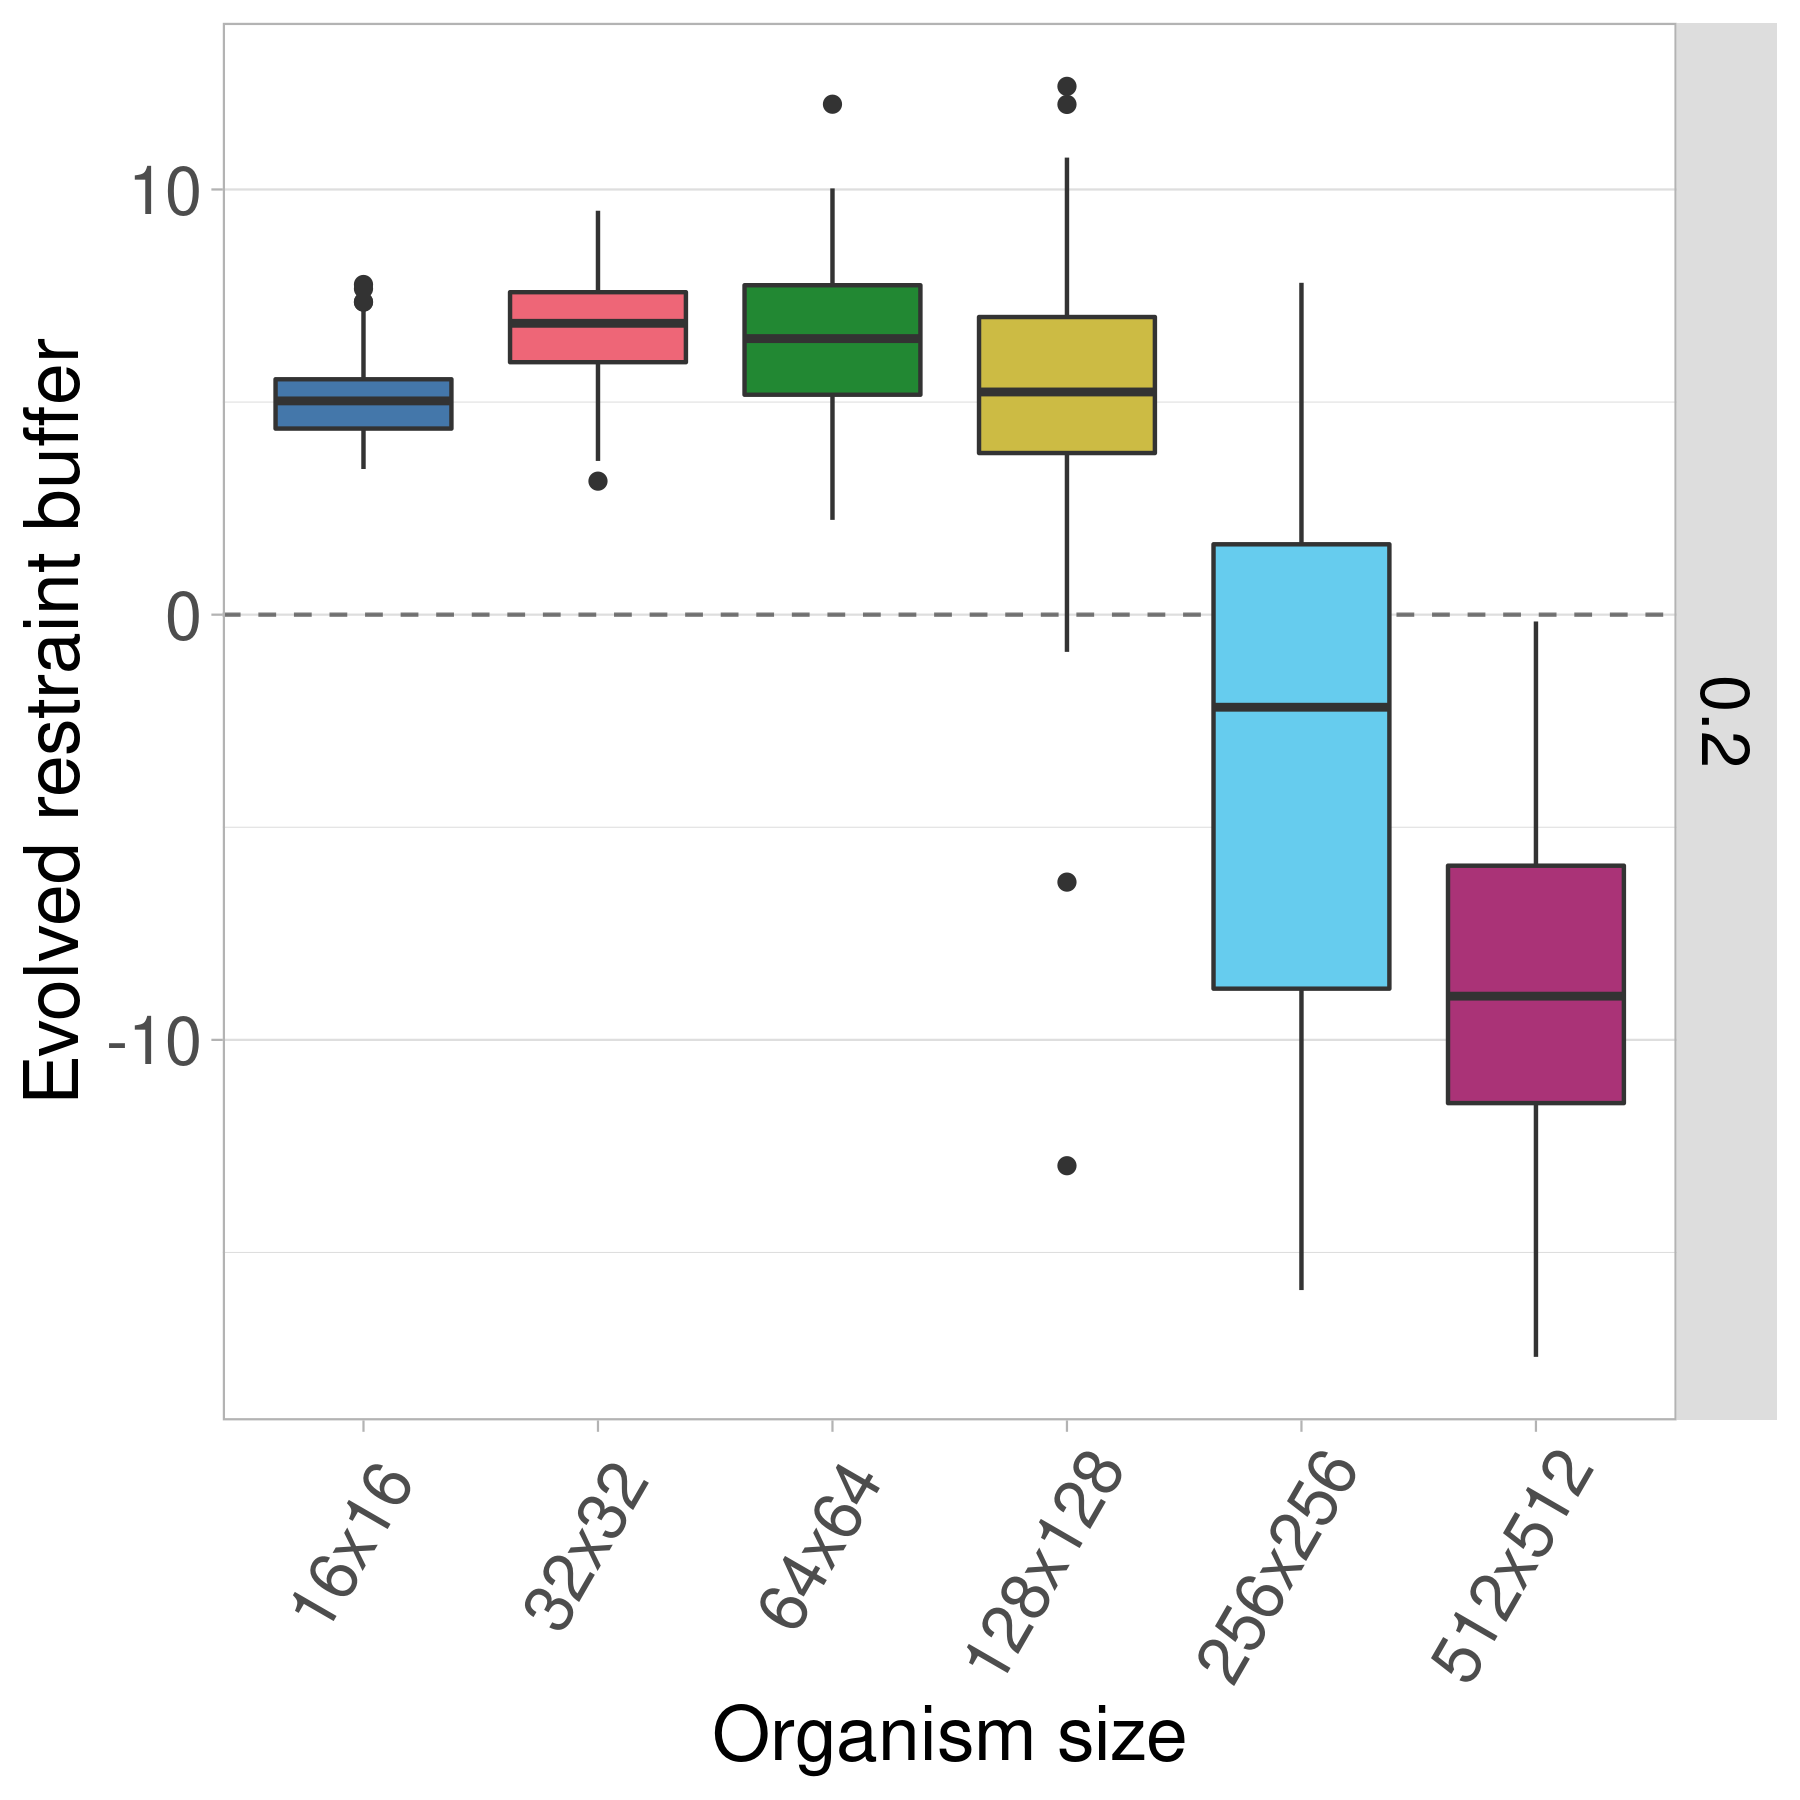 Evolved restraint buffer
10
0
-10
0.2
16x16
32x32
64x64
128x128
256x256
512x512
Organism size